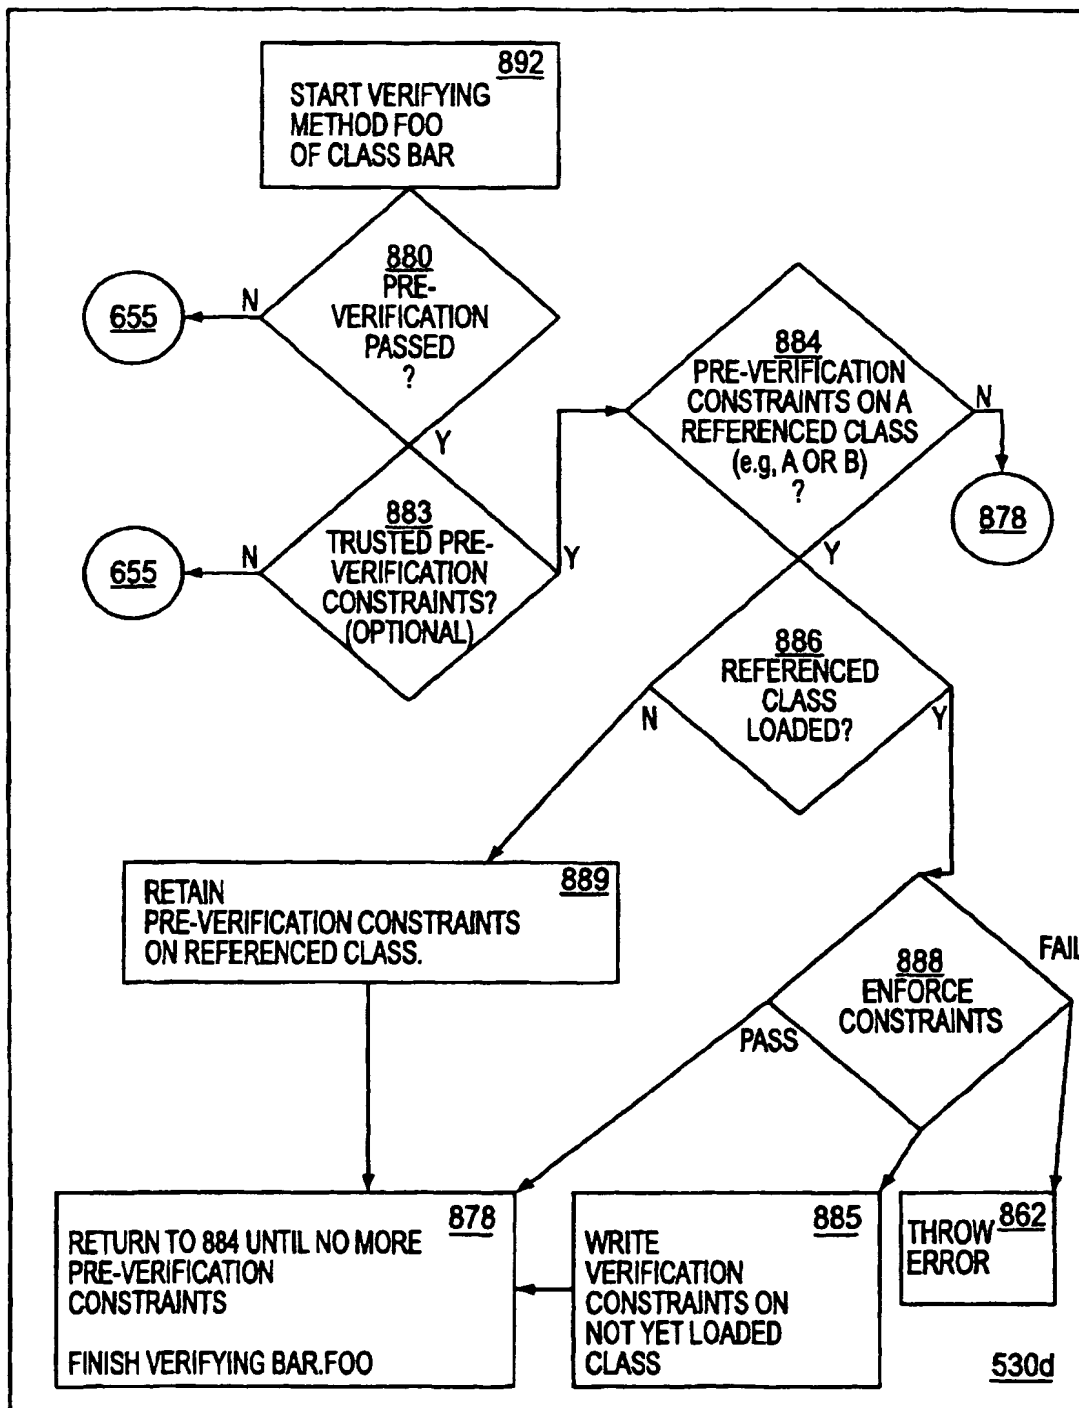 892
START VERIFYING
METHOD FOO
OF CLASS BAR
880
PRE-
VERIFICATION
PASSED
?
N
655
Y
883
TRUSTED PRE-
VERIFICATION
CONSTRAINTS?
(OPTIONAL)
N
655
Y
884
PRE-VERIFICATION
CONSTRAINTS ON A
REFERENCED CLASS
(e.g, A OR B)
?
N
878
Y
886
REFERENCED
CLASS
LOADED?
N
Y
889
RETAIN
PRE-VERIFICATION CONSTRAINTS
ON REFERENCED CLASS.
888
ENFORCE
CONSTRAINTS
FAIL
PASS
878
RETURN TO 884 UNTIL NO MORE
PRE-VERIFICATION
CONSTRAINTS
FINISH VERIFYING BAR.FOO
885
WRITE
VERIFICATION
CONSTRAINTS ON
NOT YET LOADED
CLASS
862
THROW
ERROR
530d